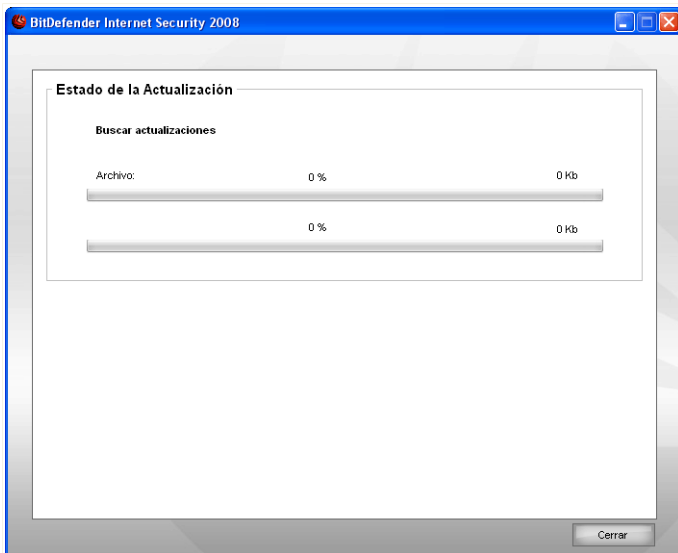 BitDefender Internet Security 2008
Estado de la Actualización
Buscar actualizaciones
Archivo: 0 % 0 Kb
0 % 0 Kb
Cerrar